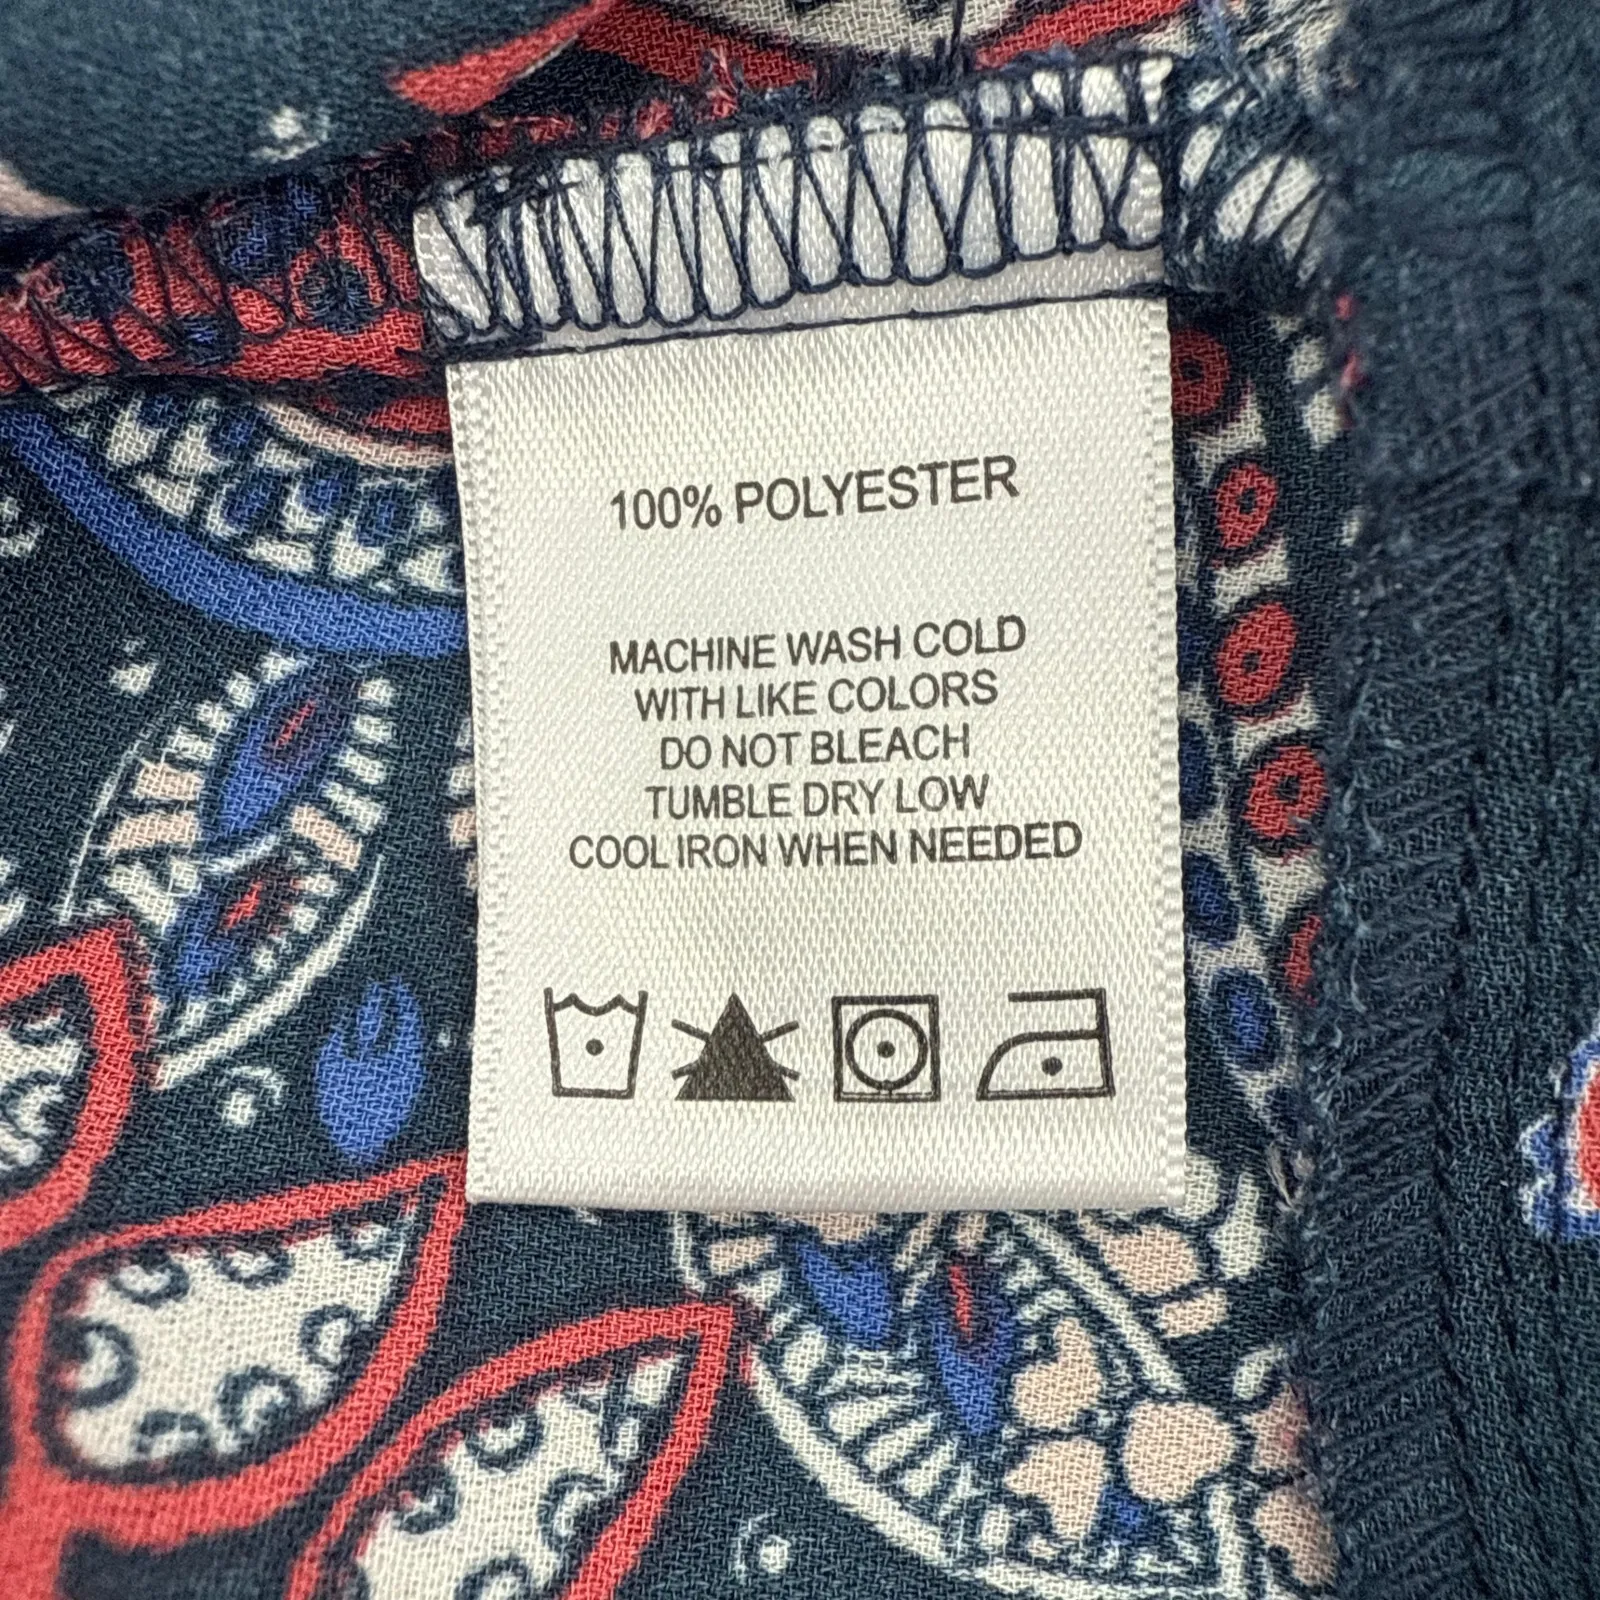 100% POLYESTER
MACHINE WASH COLD
WITH LIKE COLORS
DO NOT BLEACH
TUMBLE DRY LOW
COOL IRON WHEN NEEDED